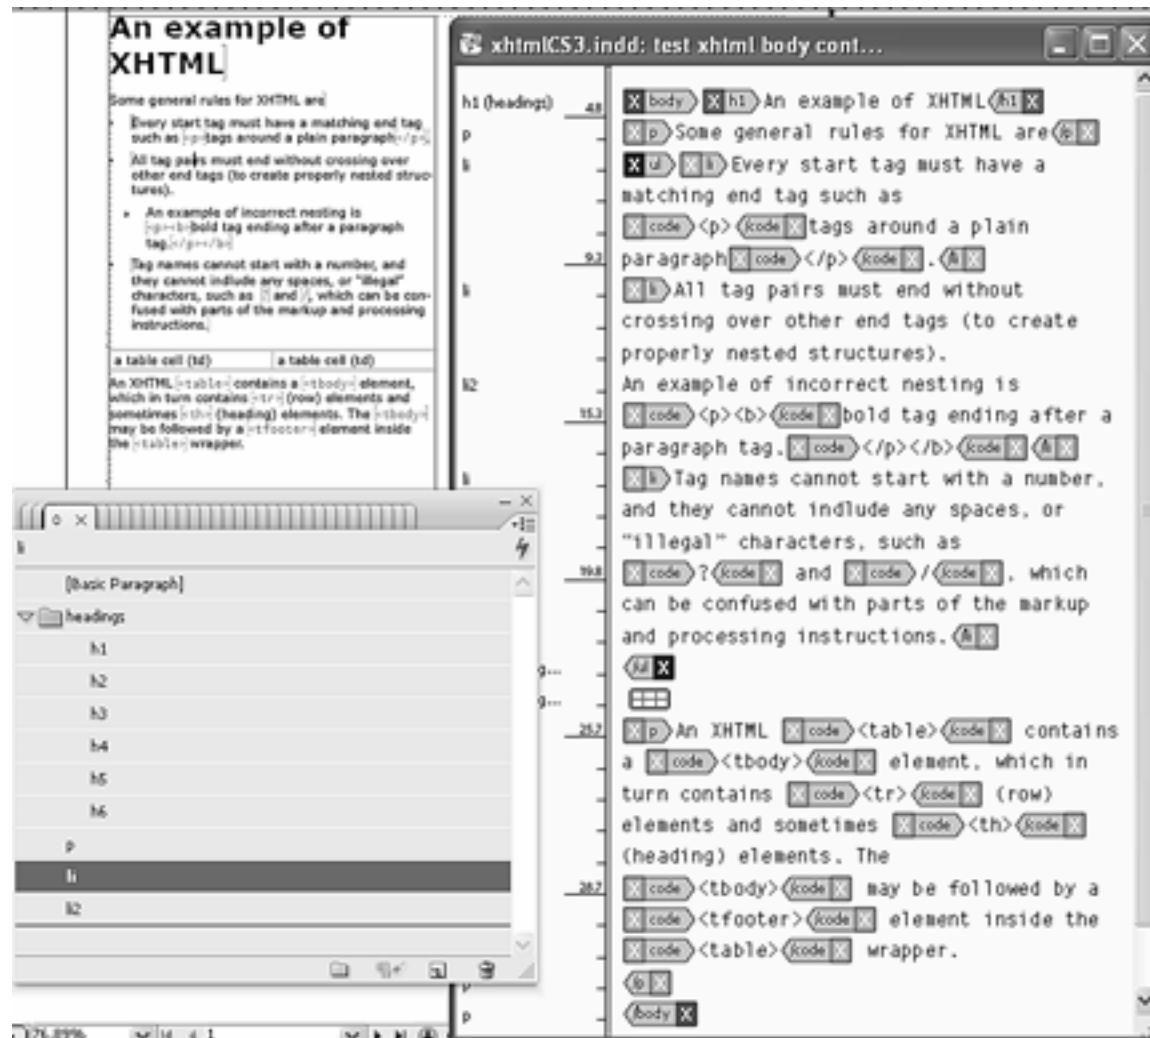 An example of
XHTML
Some general rules for XHTML are
Every start tag must have a matching end tag
such as <p>tags around a plain paragraph</p>.
All tag pairs must end without crossing over
other end tags (to create properly nested struc-
tures).
An example of incorrect nesting is
<p><b>bold tag ending after a paragraph
tag.</p></b>
Tag names cannot start with a number, and
they cannot indlude any spaces, or "illegal"
characters, such as ? and /, which can be con-
fused with parts of the markup and processing
instructions.
a table cell (td) a table cell (td)
An XHTML <table> contains a <tbody> element,
which in turn contains <tr> (row) elements and
sometimes <th> (heading) elements. The <tbody>
may be followed by a <tfooter> element inside
the <table> wrapper.
li
[Basic Paragraph]
headings
h1
h2
h3
h4
h5
h6
p
li
li2
76.89% 1
xhtmlCS3.indd: test xhtml body cont...
h1 (headings) 4.8 body h1 An example of XHTML /h1
p p Some general rules for XHTML are /p
li ul li Every start tag must have a
matching end tag such as
code <p> /code tags around a plain
9.3 paragraph code </p> /code . /li
li li All tag pairs must end without
crossing over other end tags (to create
properly nested structures).
li2 An example of incorrect nesting is
15.3 code <p><b> /code bold tag ending after a
paragraph tag. code </p></b> /code /li
li li Tag names cannot start with a number,
and they cannot indlude any spaces, or
"illegal" characters, such as
19.8 code ? /code and code / /code , which
can be confused with parts of the markup
and processing instructions. /li
g... /ul
g...
25.7 p An XHTML code <table> /code contains
a code <tbody> /code element, which in
turn contains code <tr> /code (row)
elements and sometimes code <th> /code
(heading) elements. The
28.7 code <tbody> /code may be followed by a
code <tfooter> /code element inside the
code <table> /code wrapper.
p /p
p /body